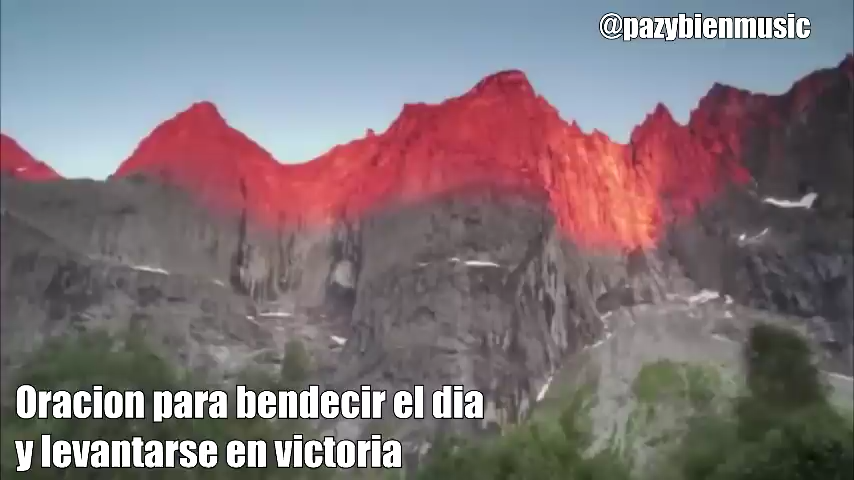 @pazybienmusic
Oracion para bendecir el dia
y levantarse en victoria